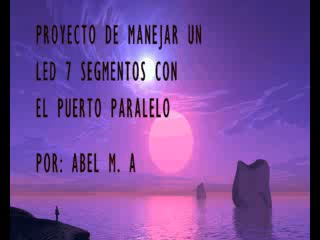 PROYECTO DE MANEJAR UN
LED 7 SEGMENTOS CON
EL PUERTO PARALELO
POR: ABEL M. A